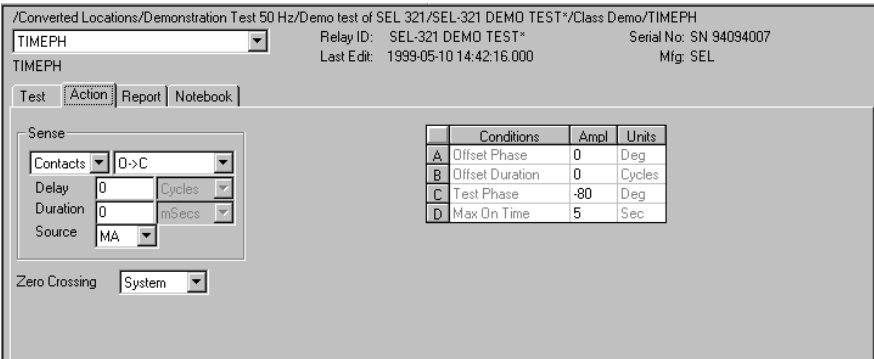 /Converted Locations/Demonstration Test 50 Hz/Demo test of SEL 321/SEL-321 DEMO TEST*/Class Demo/TIMEPH
TIMEPH Relay ID: SEL-321 DEMO TEST* Serial No: SN 94094007
TIMEPH Last Edit: 1999-05-10 14:42:16.000 Mfg: SEL
Test Action Report Notebook
Sense
Contacts O->C
Delay 0 Cycles
Duration 0 mSecs
Source MA
Zero Crossing System
Conditions Ampl Units
A Offset Phase 0 Deg
B Offset Duration 0 Cycles
C Test Phase -80 Deg
D Max On Time 5 Sec